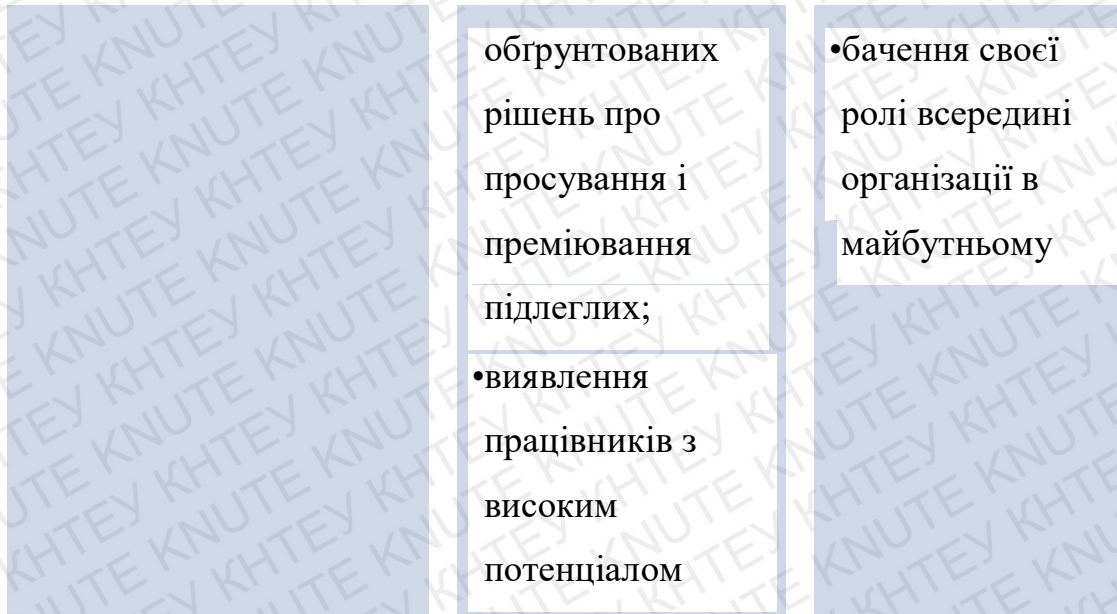 обґрунтованих
рішень про
просування і
преміювання
підлеглих;
•виявлення
працівників з
високим
потенціалом
•бачення своєї
ролі всередині
організації в
майбутньому